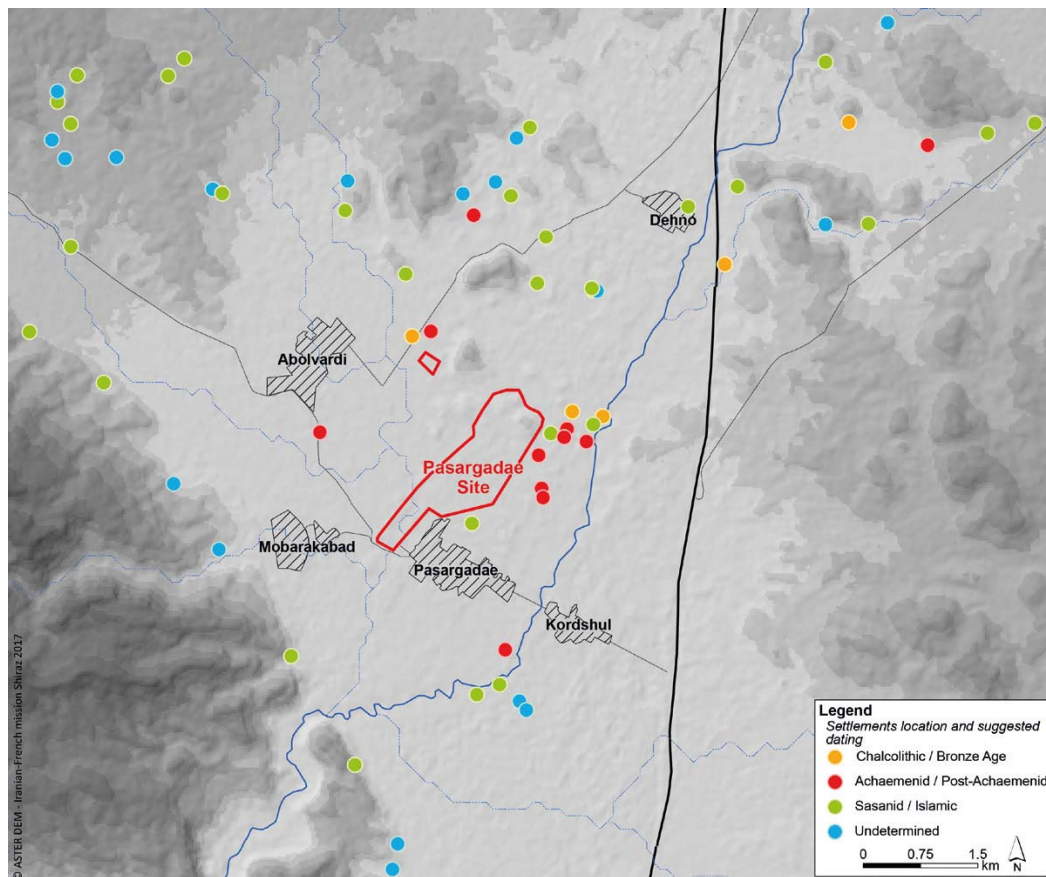 Dehno
Abolvardi
Pasargadae
Site
Mobarakabad
Pasargadae
Kordshul
© ASTER DEM - Iranian-French mission Shiraz 2017
Legend
Settlements location and suggested
dating
Chalcolithic / Bronze Age
Achaemenid / Post-Achaemenid
Sasanid / Islamic
Undetermined
0 0.75 1.5
km
N